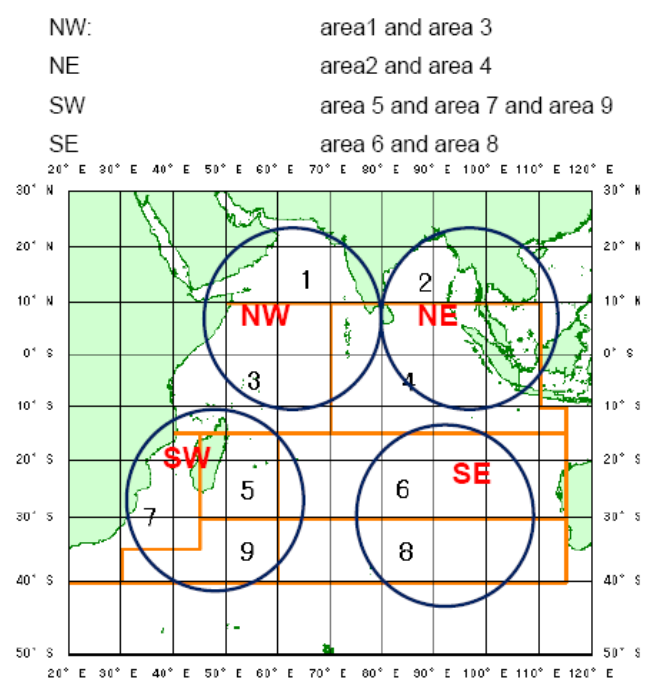 NW: area1 and area 3
NE area2 and area 4
SW area 5 and area 7 and area 9
SE area 6 and area 8
20° E 30° E 40° E 50° E 60° E 70° E 80° E 90° E 100° E 110° E 120° E
30° N 30° N
20° N 20° N
1 2
10° N 10° N
NW NE
0° S 0° S
3 4
10° S 10° S
SW SE
20° S 20° S
5 6
7
30° S 30° S
9 8
40° S 40° S
50° S 50° S
20° E 30° E 40° E 50° E 60° E 70° E 80° E 90° E 100° E 110° E 120° E